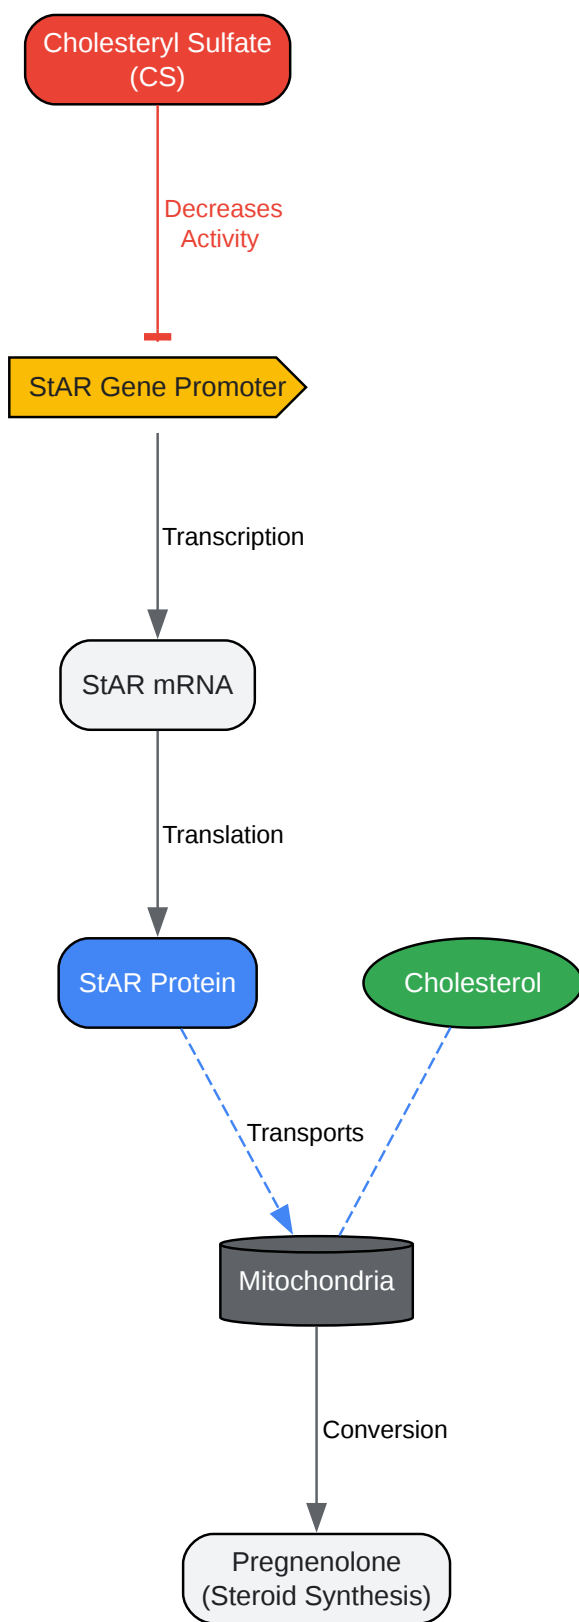 Cholesteryl Sulfate
(CS)
Decreases
Activity
StAR Gene Promoter
Transcription
StAR mRNA
Translation
StAR Protein
Cholesterol
Transports
Mitochondria
Conversion
Pregnenolone
(Steroid Synthesis)